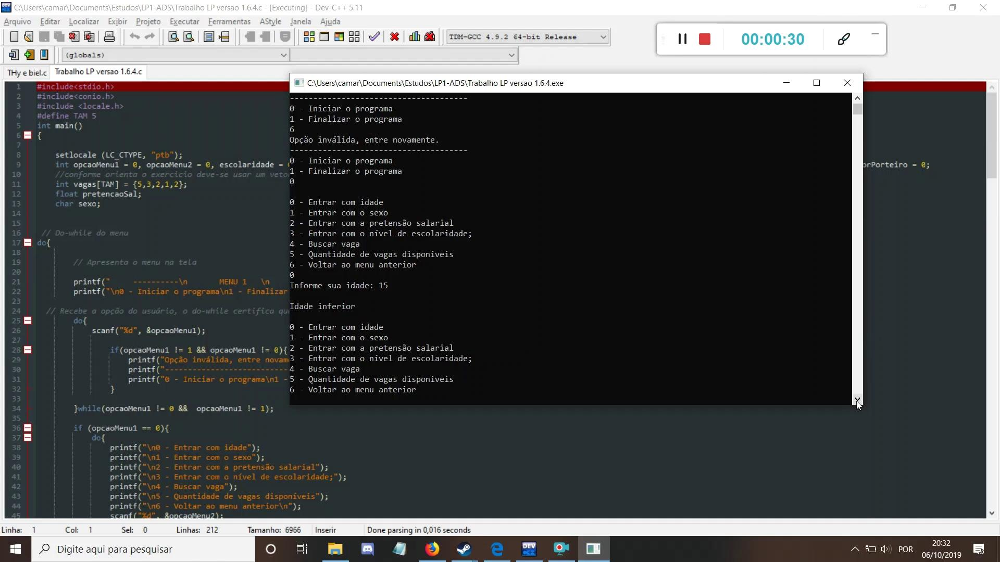 C:\Users\camar\Documents\Estudos\LP1-ADS\Trabalho LP versao 1.6.4.c - [Executing] - Dev-C++ 5.11
Arquivo Editar Localizar Exibir Projeto Executar Ferramentas AStyle Janela Ajuda
TDM-GCC 4.9.2 64-bit Release
00:00:30
(globals)
THy e biel.c Trabalho LP versao 1.6.4.c
1 #include<stdio.h>
2 #include<conio.h>
3 #include <locale.h>
4 #define TAM 5
5 int main()
6 {
7
8 setlocale (LC_CTYPE, "ptb");
9 int opcaoMenu1 = 0, opcaoMenu2 = 0, escolaridade = orPorteiro = 0;
10 //conforme orienta o exercicio deve-se usar um veto
11 int vagas[TAM] = {5,3,2,1,2};
12 float pretencaoSal;
13 char sexo;
14
15
16 // Do-while do menu
17 do{
18
19 // Apresenta o menu na tela
20
21 printf(" ----------\n MENU 1 \n
22 printf("\n0 - Iniciar o programa\n1 - Finalizar
23
24 // Recebe a opção do usuário, o do-while certifica qu
25 do{
26 scanf("%d", &opcaoMenu1);
27
28 if(opcaoMenu1 != 1 && opcaoMenu1 != 0){
29 printf("Opção inválida, entre novam
30 printf("--------------------------
31 printf("0 - Iniciar o programa\n1 -
32 }
33
34 }while(opcaoMenu1 != 0 && opcaoMenu1 != 1);
35
36 if (opcaoMenu1 == 0){
37 do{
38 printf("\n0 - Entrar com idade");
39 printf("\n1 - Entrar com o sexo");
40 printf("\n2 - Entrar com a pretensão salarial");
41 printf("\n3 - Entrar com o nível de escolaridade;");
42 printf("\n4 - Buscar vaga");
43 printf("\n5 - Quantidade de vagas disponíveis");
44 printf("\n6 - Voltar ao menu anterior\n");
45 scanf("%d", &opcaoMenu2);
C:\Users\camar\Documents\Estudos\LP1-ADS\Trabalho LP versao 1.6.4.exe
--------------------------------------
0 - Iniciar o programa
1 - Finalizar o programa
6
Opção inválida, entre novamente.
--------------------------------------
0 - Iniciar o programa
1 - Finalizar o programa
0
0 - Entrar com idade
1 - Entrar com o sexo
2 - Entrar com a pretensão salarial
3 - Entrar com o nível de escolaridade;
4 - Buscar vaga
5 - Quantidade de vagas disponíveis
6 - Voltar ao menu anterior
0
Informe sua idade: 15
Idade inferior
0 - Entrar com idade
1 - Entrar com o sexo
2 - Entrar com a pretensão salarial
3 - Entrar com o nível de escolaridade;
4 - Buscar vaga
5 - Quantidade de vagas disponíveis
6 - Voltar ao menu anterior
Linha: 1 Col: 1 Sel: 0 Linhas: 212 Tamanho: 6966 Inserir Done parsing in 0,016 seconds
Digite aqui para pesquisar
DEV
POR
20:32
06/10/2019